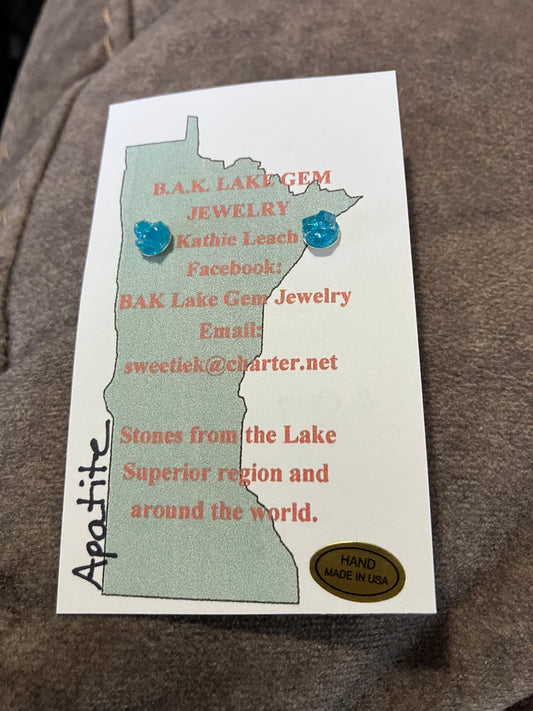 B.A.K. LAKE GEM
JEWELRY
Kathie Leach
Facebook:
BAK Lake Gem Jewelry
Email:
sweetiek@charter.net
Stones from the Lake
Superior region and
around the world.
Apatite
HAND
MADE IN USA